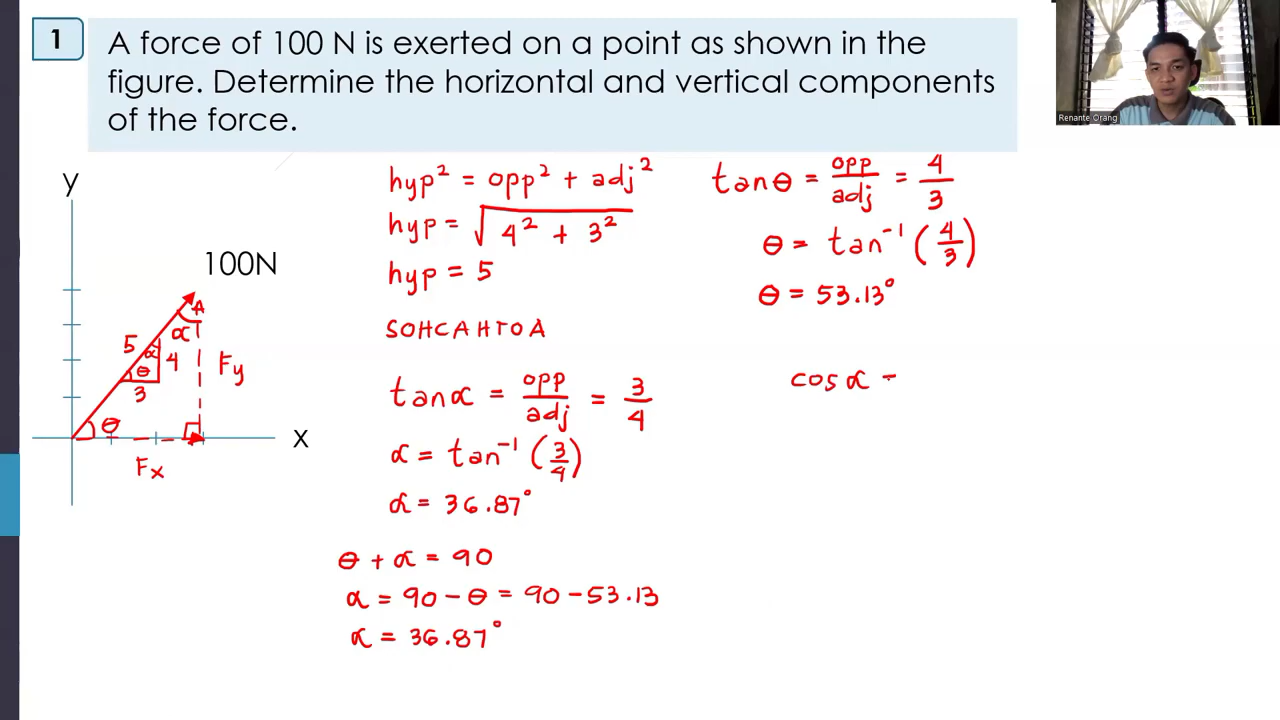 1
A force of 100 N is exerted on a point as shown in the
figure. Determine the horizontal and vertical components
of the force.
Renante Orang
y
100N
A
α
5
α
4
θ
3
Fy
θ
x
Fx
hyp² = opp² + adj²
hyp = √(4² + 3²)
hyp = 5
SOHCAHTOA
tanα = opp/adj = 3/4
α = tan⁻¹(3/4)
α = 36.87°
θ + α = 90
α = 90 - θ = 90 - 53.13
α = 36.87°
tanθ = opp/adj = 4/3
θ = tan⁻¹(4/3)
θ = 53.13°
cosα -